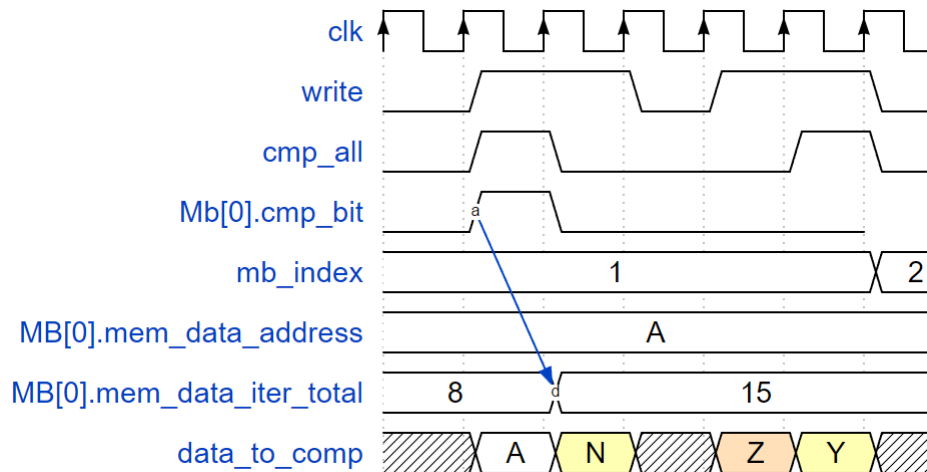 clk
write
cmp_all
Mb[0].cmp_bit a
mb_index 1 2
MB[0].mem_data_address A
MB[0].mem_data_iter_total 8 d 15
data_to_comp A N Z Y